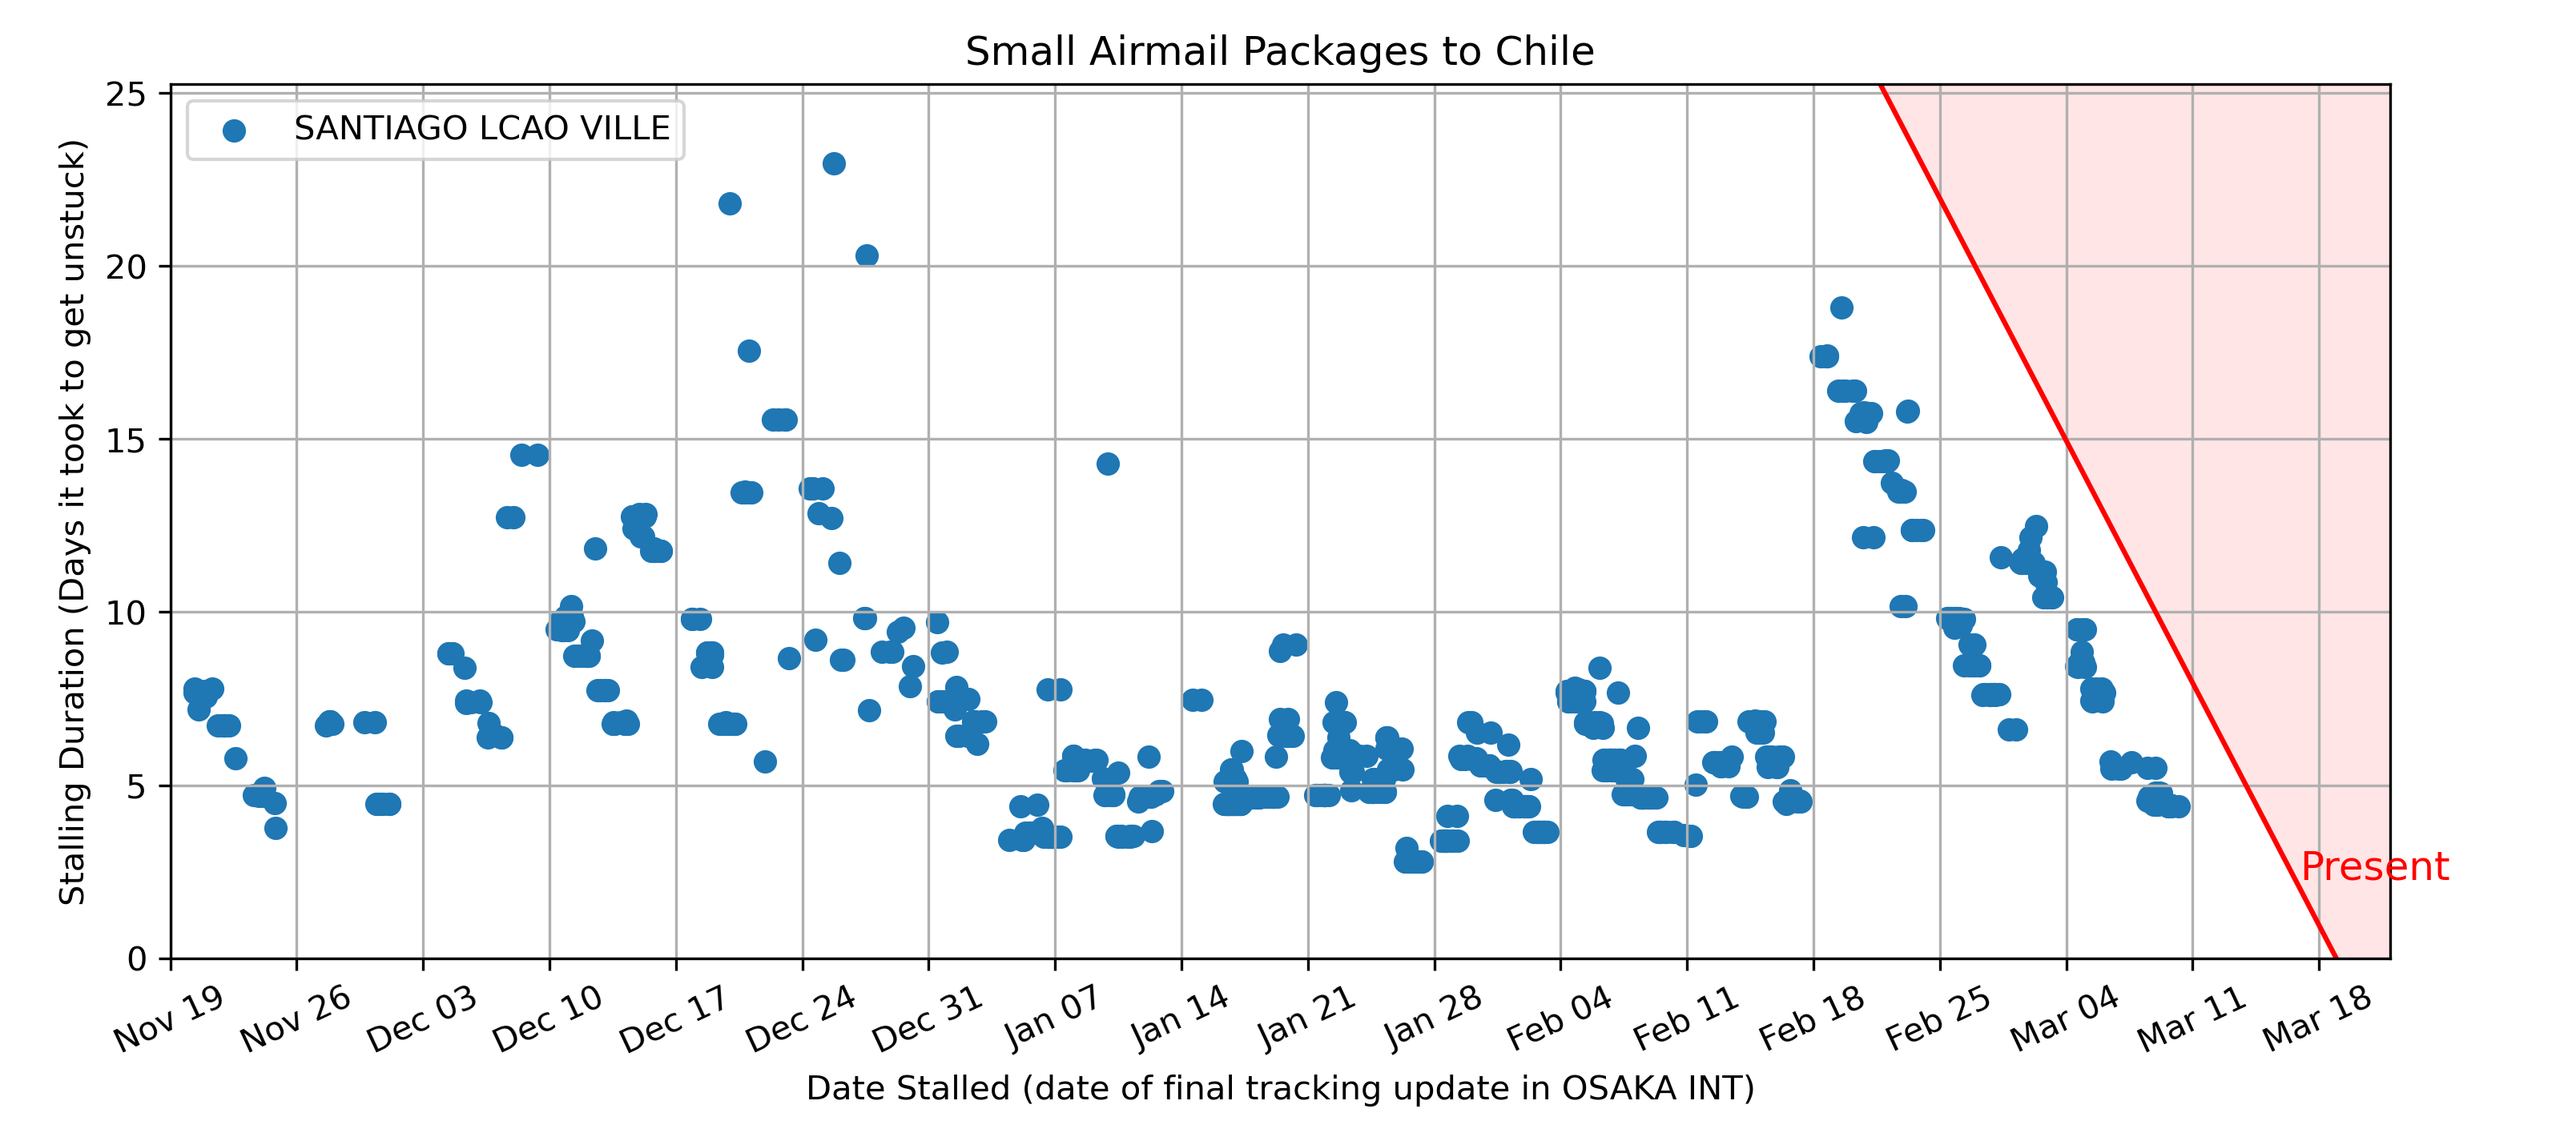 Small Airmail Packages to Chile
SANTIAGO LCAO VILLE
Stalling Duration (Days it took to get unstuck)
25
20
15
10
5
0
Present
Nov 19
Nov 26
Dec 03
Dec 10
Dec 17
Dec 24
Dec 31
Jan 07
Jan 14
Jan 21
Jan 28
Feb 04
Feb 11
Feb 18
Feb 25
Mar 04
Mar 11
Mar 18
Date Stalled (date of final tracking update in OSAKA INT)